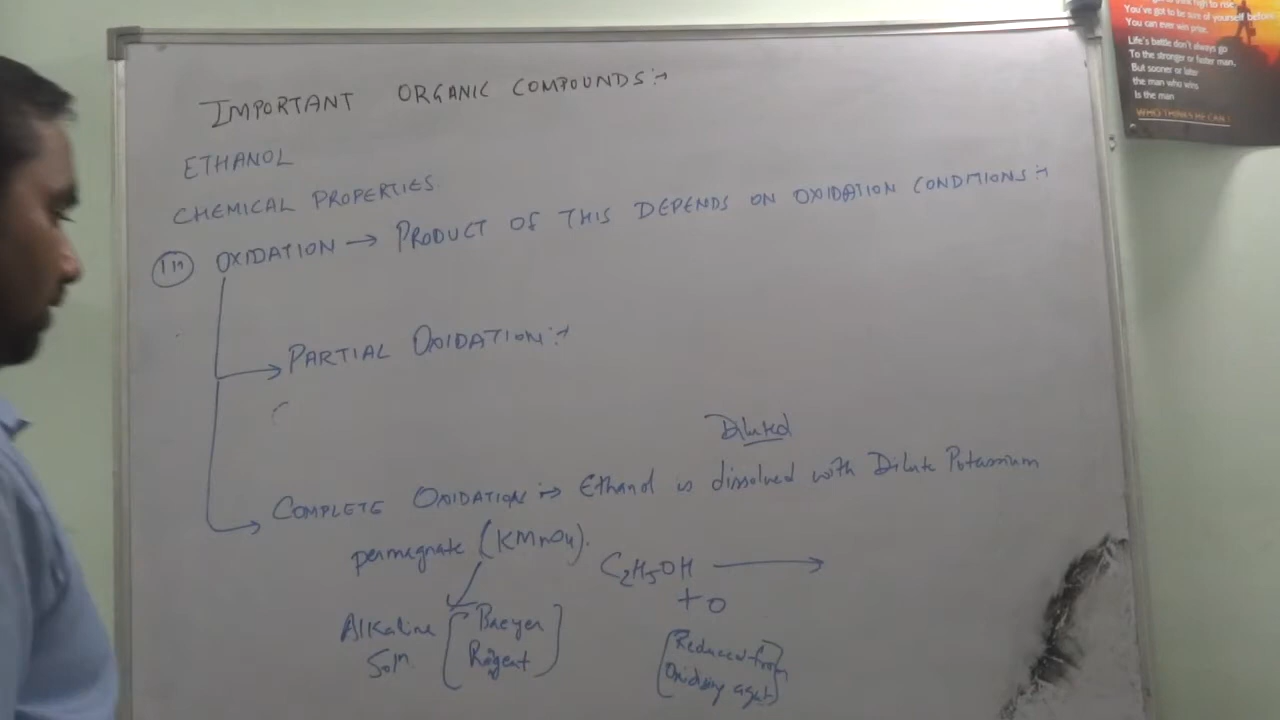 IMPORTANT ORGANIC COMPOUNDS:→
ETHANOL
CHEMICAL PROPERTIES
OXIDATION → PRODUCT OF THIS DEPENDS ON OXIDATION CONDITIONS:→
PARTIAL OXIDATION:→
Diluted
COMPLETE OXIDATION :→ Ethanol is dissolved with Dilute Potassium
permagnate (KMnO4).
C2H5OH →
+ O
Alkaline [Baeyer
Soln. Reagent]
[Reduced from
Oxidising agent]
You've got to be sure of yourself before
You can ever win prize.
Life's battle don't always go
To the stronger or faster man,
But sooner or later
the man who wins
Is the man
WHO THINKS HE CAN!